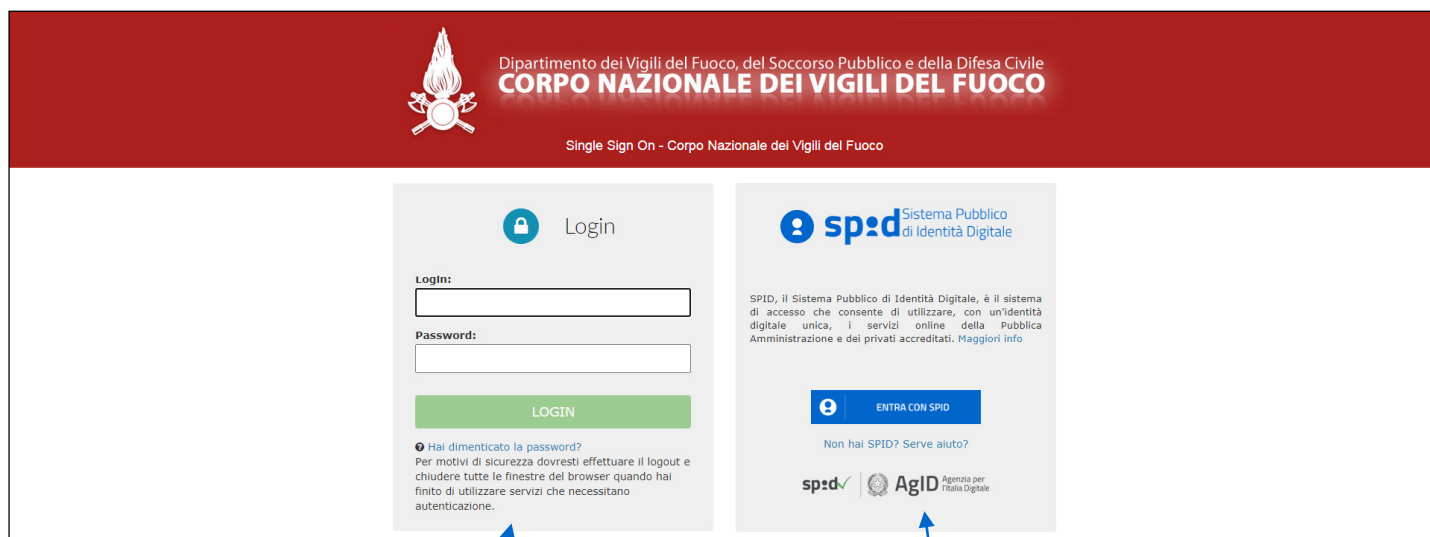 Dipartimento dei Vigili del Fuoco, del Soccorso Pubblico e della Difesa Civile
CORPO NAZIONALE DEI VIGILI DEL FUOCO
Single Sign On - Corpo Nazionale dei Vigili del Fuoco
Login
Login:
Password:
LOGIN
Hai dimenticato la password?
Per motivi di sicurezza dovresti effettuare il logout e
chiudere tutte le finestre del browser quando hai
finito di utilizzare servizi che necessitano
autenticazione.
spid Sistema Pubblico
di Identità Digitale
SPID, il Sistema Pubblico di Identità Digitale, è il sistema
di accesso che consente di utilizzare, con un'identità
digitale unica, i servizi online della Pubblica
Amministrazione e dei privati accreditati. Maggiori info
ENTRA CON SPID
Non hai SPID? Serve aiuto?
spid AgID Agenzia per
l'Italia Digitale